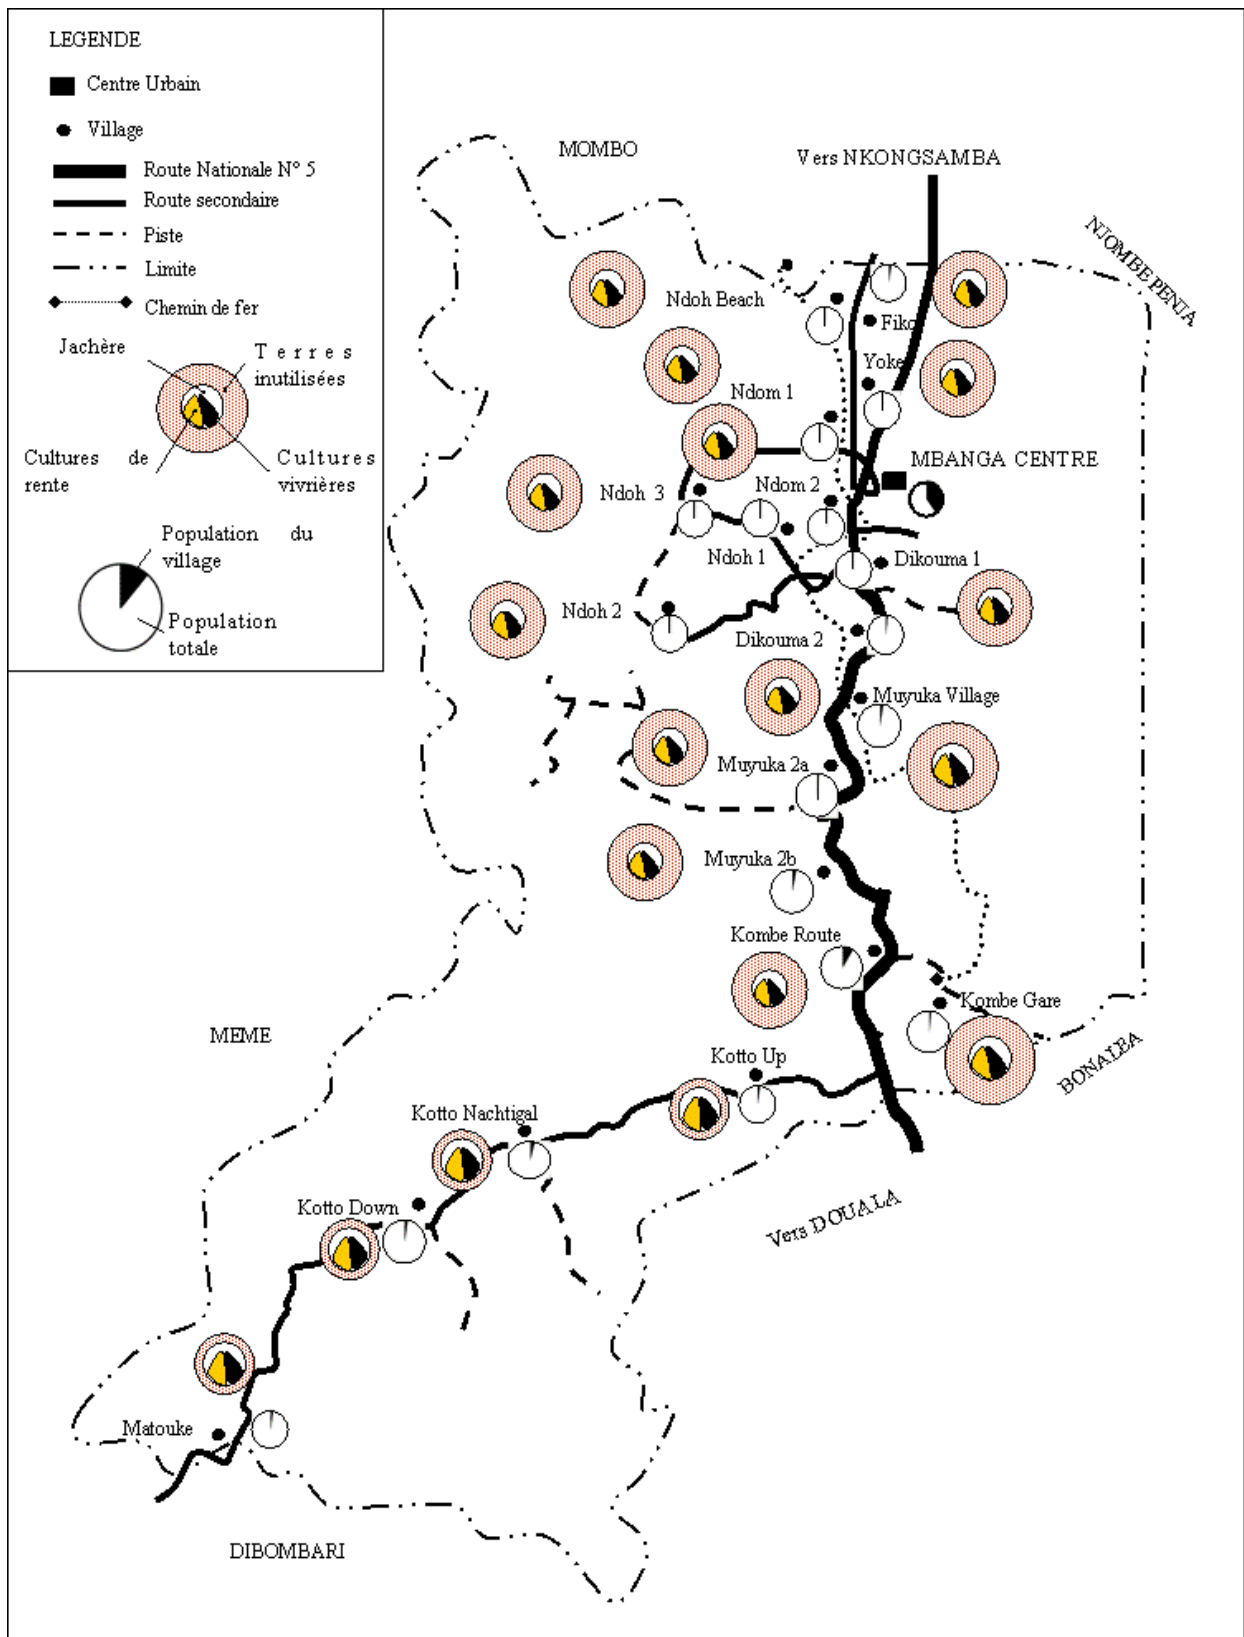 LEGENDE
Centre Urbain
Village
Route Nationale N° 5
Route secondaire
Piste
Limite
Chemin de fer
Jachère
Terres
inutilisées
Cultures de
rente
Cultures
vivrières
Population du
village
Population
totale
MOMBO
Vers NKONGSAMBA
NJOMBE PENJA
Ndoh Beach
Fiko
Yoke
Ndom 1
MBANGA CENTRE
Ndoh 3
Ndom 2
Ndoh 1
Dikouma 1
Ndoh 2
Dikouma 2
Muyuka Village
Muyuka 2a
Muyuka 2b
Kombe Route
Kombe Gare
MEME
Kotto Up
BONALEA
Kotto Nachtigal
Kotto Down
Vers DOUALA
Matouke
DIBOMBARI